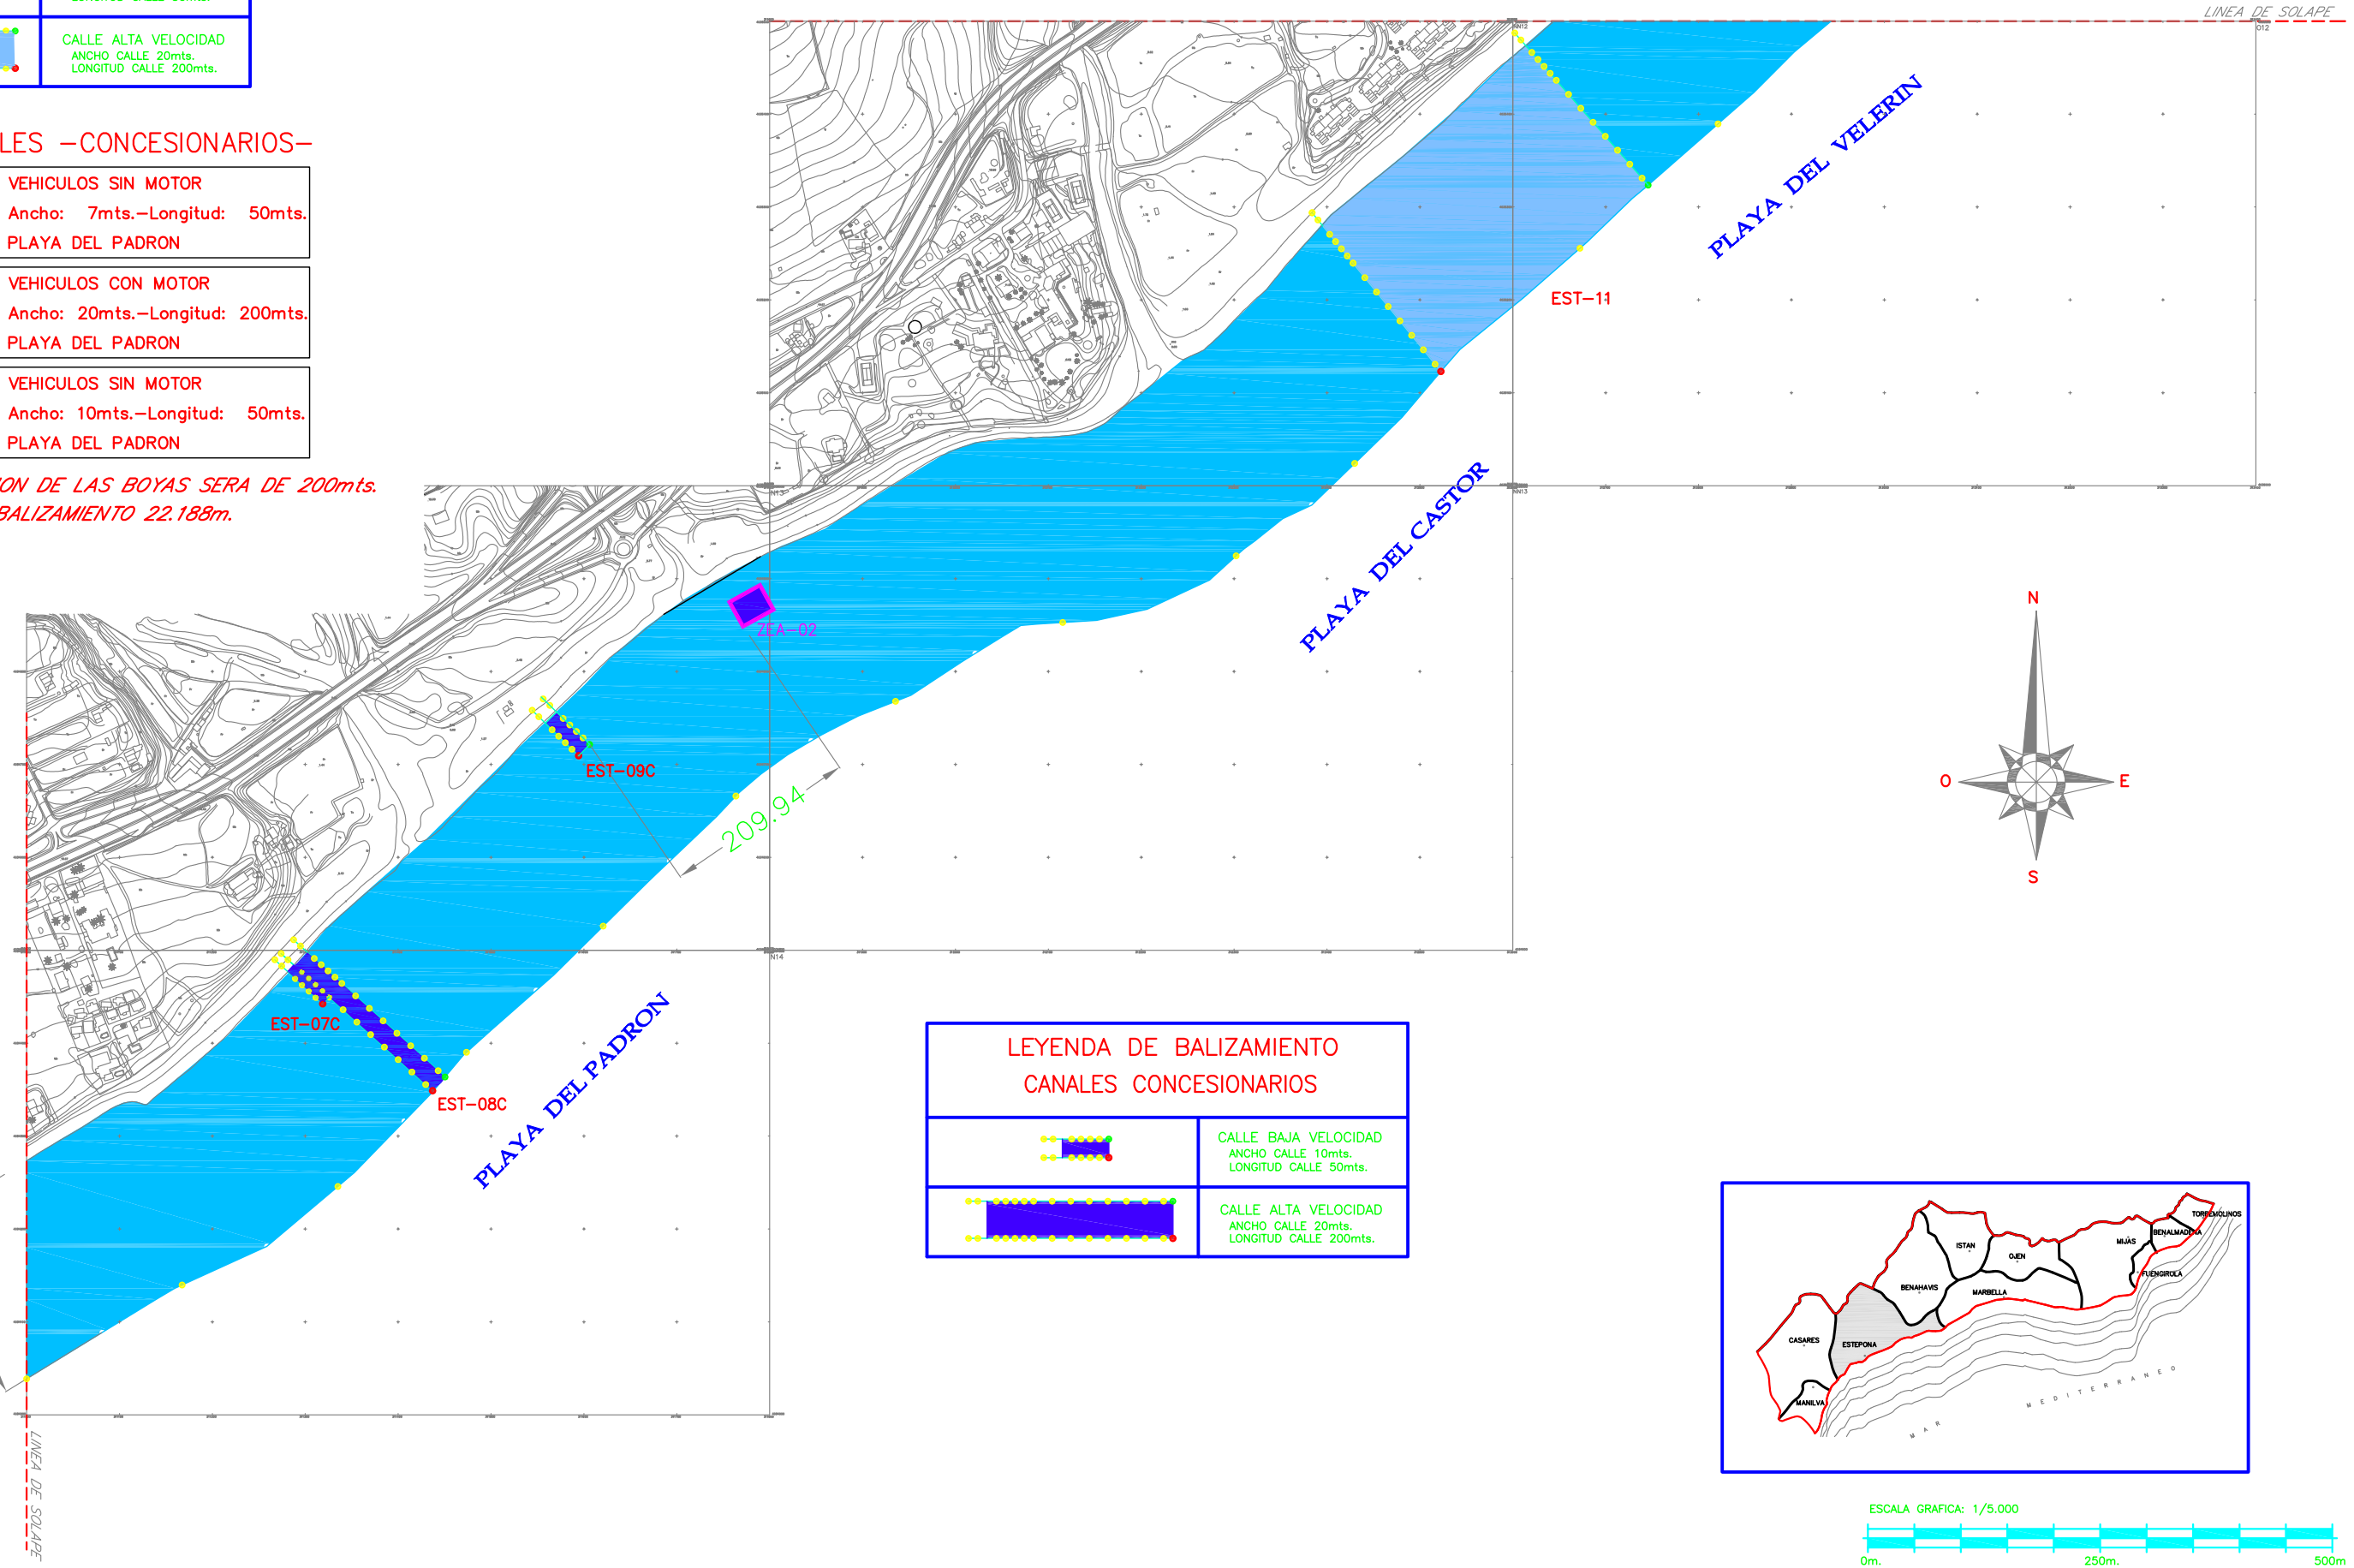 LINEA DE SOLAPE
CALLE ALTA VELOCIDAD
ANCHO CALLE 20mts.
LONGITUD CALLE 200mts.
LES -CONCESIONARIOS-
VEHICULOS SIN MOTOR
Ancho: 7mts.-Longitud: 50mts.
PLAYA DEL PADRON
VEHICULOS CON MOTOR
Ancho: 20mts.-Longitud: 200mts.
PLAYA DEL PADRON
VEHICULOS SIN MOTOR
Ancho: 10mts.-Longitud: 50mts.
PLAYA DEL PADRON
ION DE LAS BOYAS SERA DE 200mts.
BALIZAMIENTO 22.188m.
NN12
O12
PLAYA DEL VELERIN
EST-11
N13
NN13
PLAYA DEL CASTOR
ZEA-02
EST-09C
209.94
N14
EST-07C
EST-08C
PLAYA DEL PADRON
N
O
E
S
LEYENDA DE BALIZAMIENTO
CANALES CONCESIONARIOS
CALLE BAJA VELOCIDAD
ANCHO CALLE 10mts.
LONGITUD CALLE 50mts.
CALLE ALTA VELOCIDAD
ANCHO CALLE 20mts.
LONGITUD CALLE 200mts.
TORREMOLINOS
BENALMADENA
MIJAS
ISTAN
OJEN
FUENGIROLA
BENAHAVIS
MARBELLA
CASARES
ESTEPONA
MANILVA
MAR MEDITERRANEO
LINEA DE SOLAPE
ESCALA GRAFICA: 1/5.000
0m. 250m. 500m